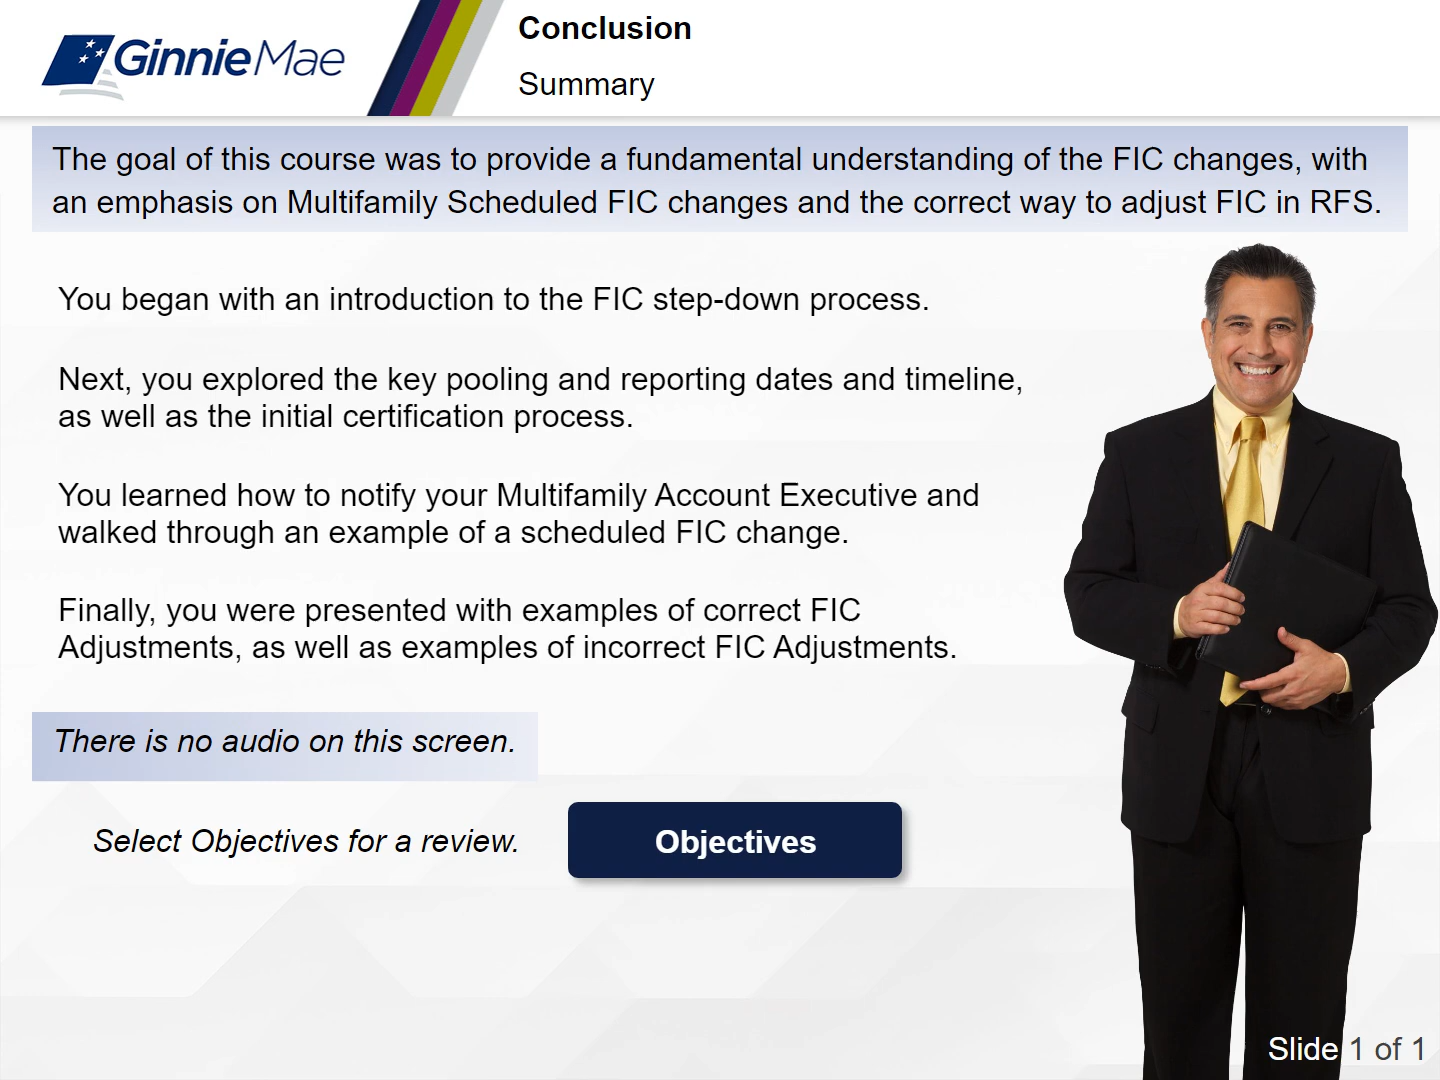 Ginnie Mae
Conclusion
Summary
The goal of this course was to provide a fundamental understanding of the FIC changes, with
an emphasis on Multifamily Scheduled FIC changes and the correct way to adjust FIC in RFS.
You began with an introduction to the FIC step-down process.
Next, you explored the key pooling and reporting dates and timeline,
as well as the initial certification process.
You learned how to notify your Multifamily Account Executive and
walked through an example of a scheduled FIC change.
Finally, you were presented with examples of correct FIC
Adjustments, as well as examples of incorrect FIC Adjustments.
There is no audio on this screen.
Select Objectives for a review.
Objectives
Slide 1 of 1